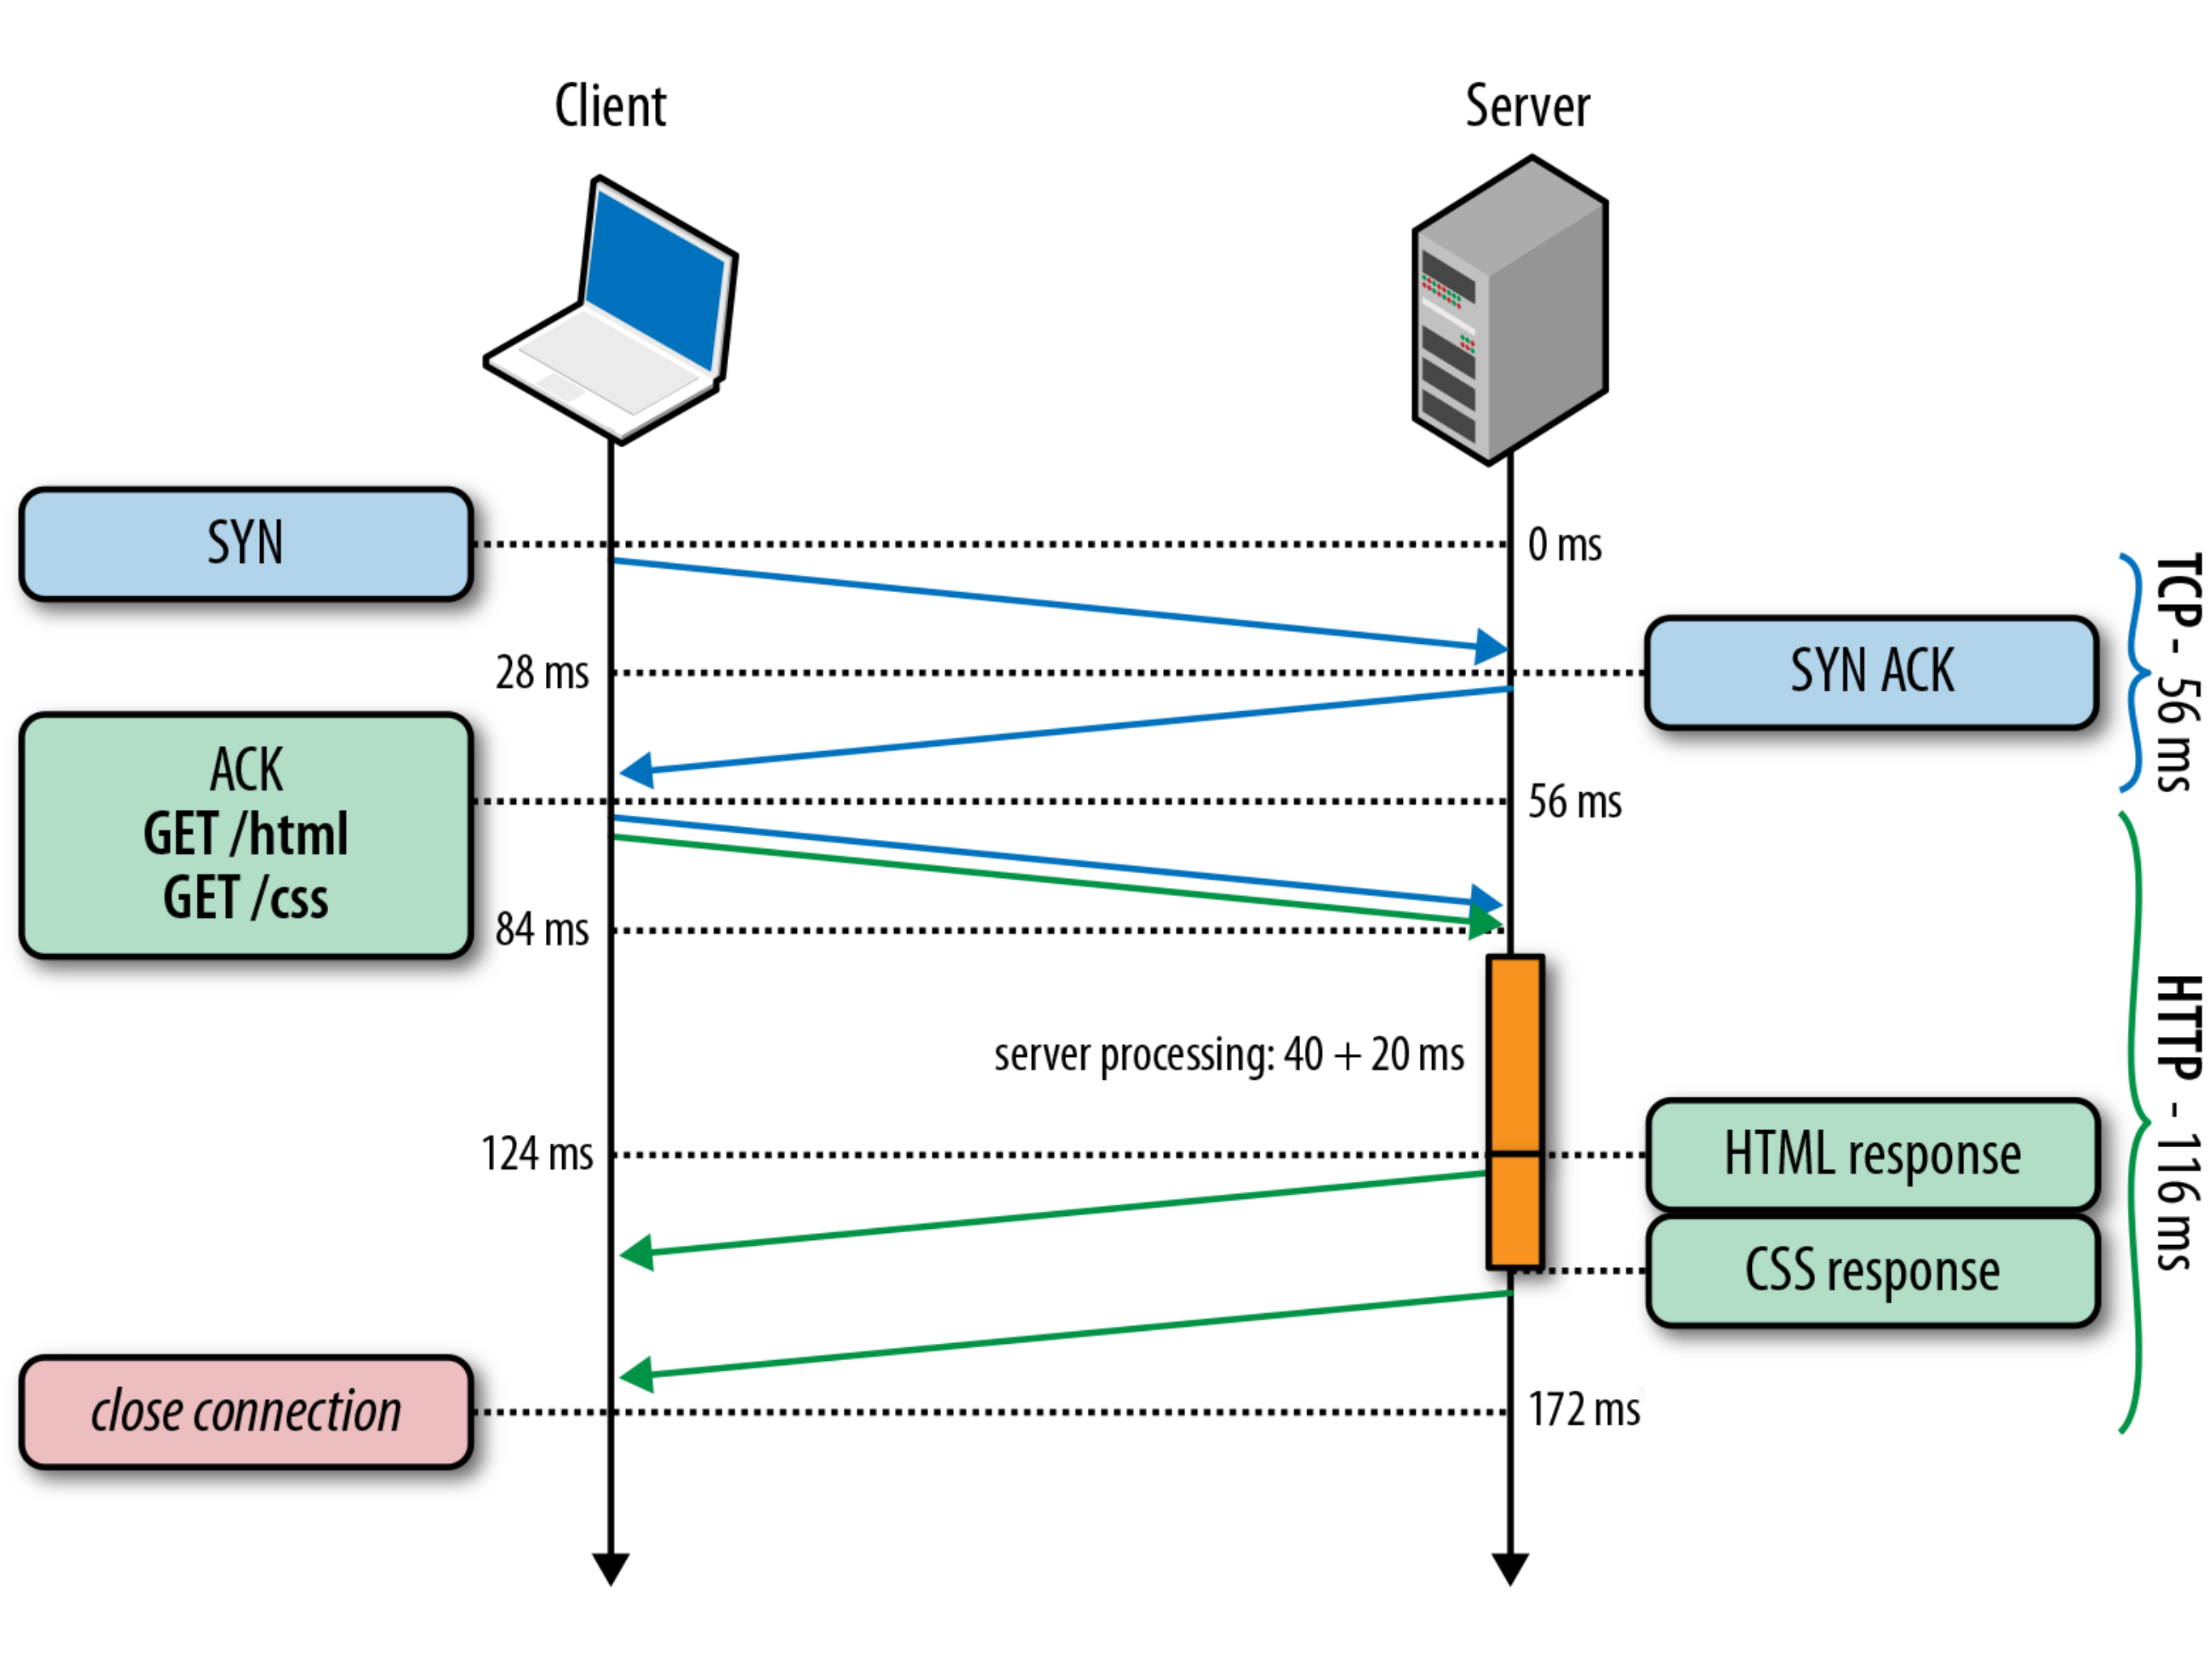 Client
Server
SYN
0 ms
28 ms
SYN ACK
TCP - 56 ms
ACK
GET /html
GET /css
56 ms
84 ms
server processing: 40 + 20 ms
124 ms
HTML response
CSS response
HTTP - 116 ms
close connection
172 ms